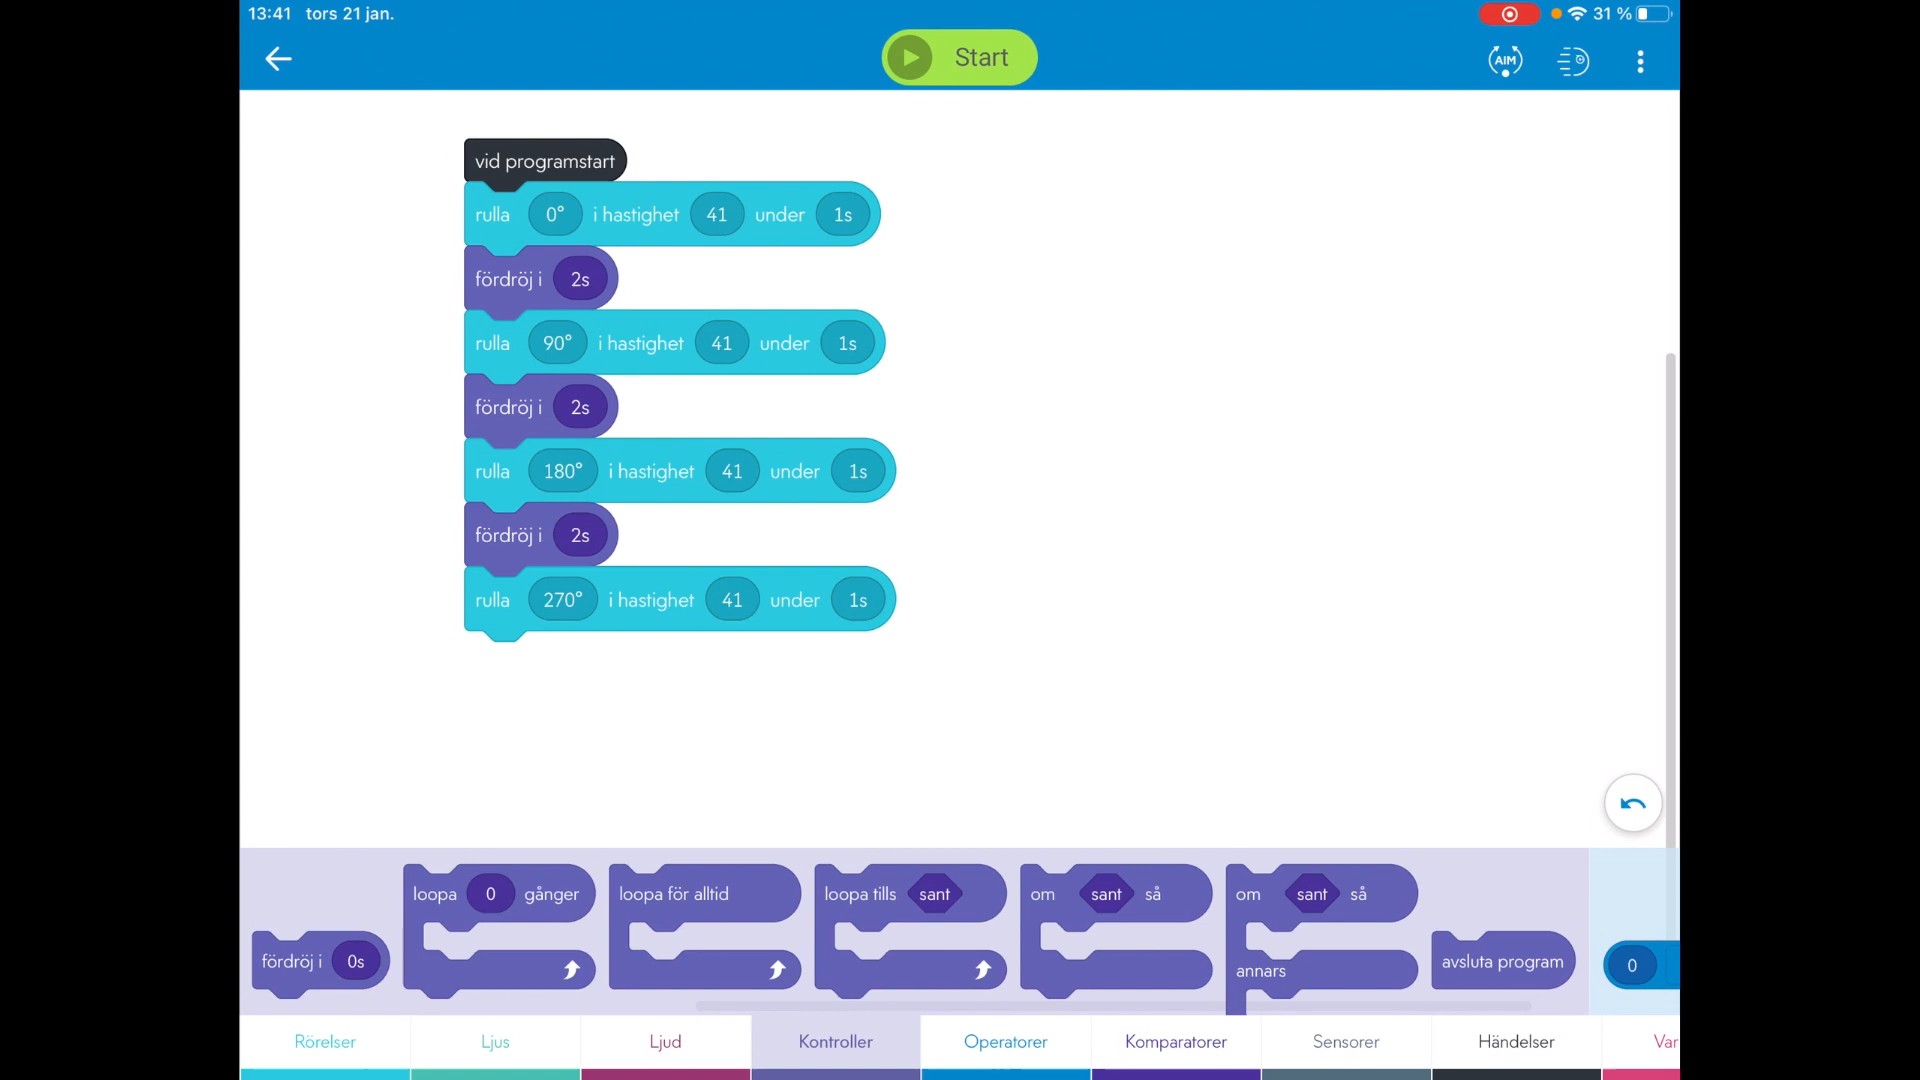 13:41 tors 21 jan.
31 %
Start
AIM
vid programstart
rulla 0° i hastighet 41 under 1s
fördröj i 2s
rulla 90° i hastighet 41 under 1s
fördröj i 2s
rulla 180° i hastighet 41 under 1s
fördröj i 2s
rulla 270° i hastighet 41 under 1s
fördröj i 0s
loopa 0 gånger
loopa för alltid
loopa tills sant
om sant så
om sant så
annars
avsluta program
0
Rörelser Ljus Ljud Kontroller Operatorer Komparatorer Sensorer Händelser Var